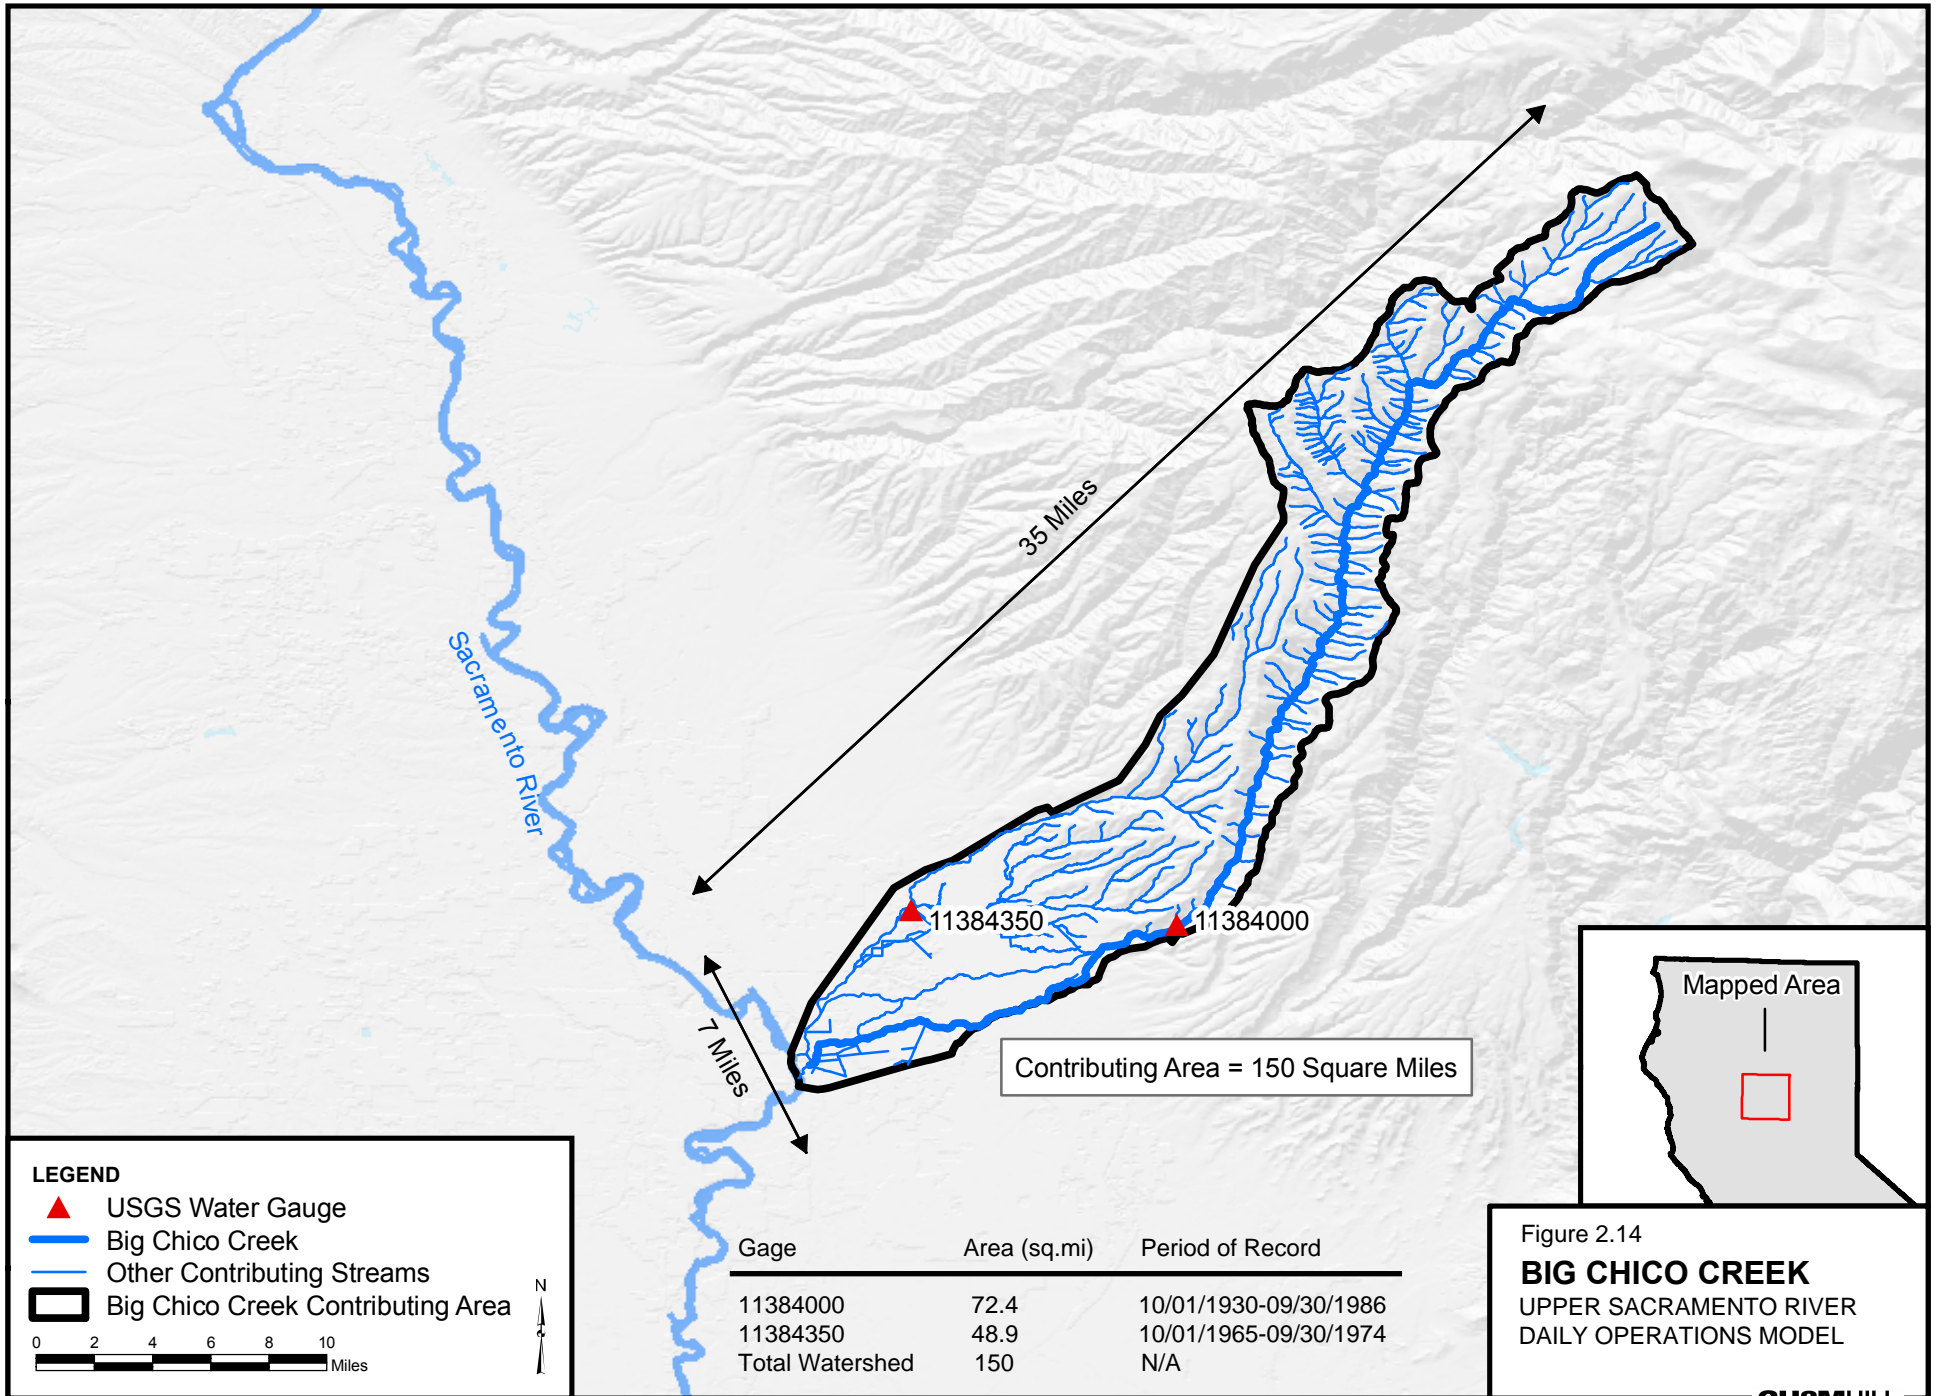 35 Miles
Sacramento River
11384350
11384000
7 Miles
Contributing Area = 150 Square Miles
Mapped Area
LEGEND
USGS Water Gauge
Big Chico Creek
Other Contributing Streams
Big Chico Creek Contributing Area
N
0 2 4 6 8 10
Miles
Gage Area (sq.mi) Period of Record
11384000 72.4 10/01/1930-09/30/1986
11384350 48.9 10/01/1965-09/30/1974
Total Watershed 150 N/A
Figure 2.14
BIG CHICO CREEK
UPPER SACRAMENTO RIVER
DAILY OPERATIONS MODEL